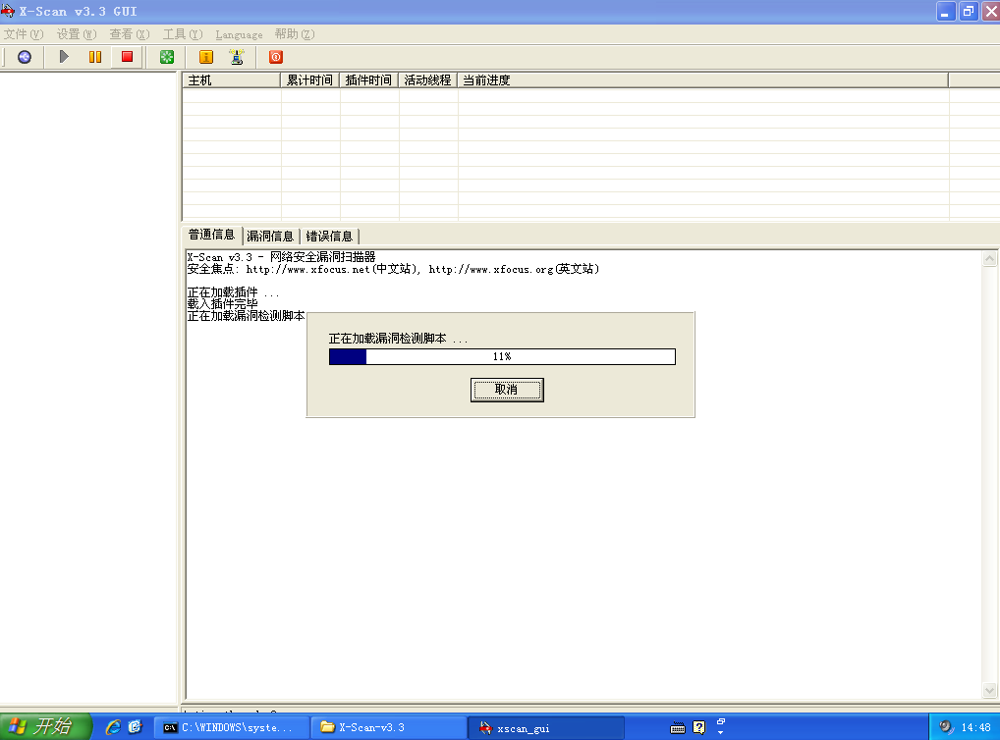 X-Scan v3.3 GUI
文件(V) 设置(W) 查看(X) 工具(Y) Language 帮助(Z)
主机 累计时间 插件时间 活动线程 当前进度
普通信息 漏洞信息 错误信息
X-Scan v3.3 - 网络安全漏洞扫描器
安全焦点: http://www.xfocus.net(中文站), http://www.xfocus.org(英文站)
正在加载插件 ...
载入插件完毕
正在加载漏洞检测脚本
正在加载漏洞检测脚本 ...
11%
取消
开始 C:\WINDOWS\syste... X-Scan-v3.3 xscan_gui 14:48